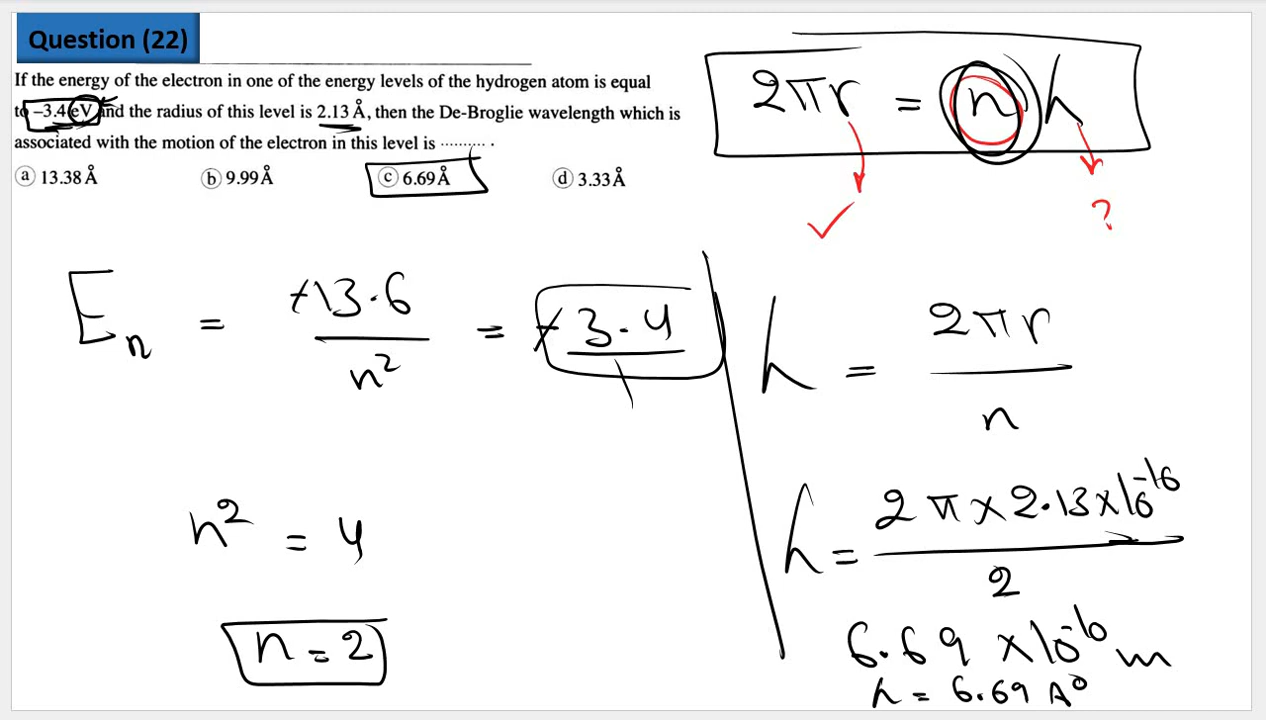 Question (22)
If the energy of the electron in one of the energy levels of the hydrogen atom is equal
to –3.4 eV and the radius of this level is 2.13 Å, then the De-Broglie wavelength which is
associated with the motion of the electron in this level is .......... .
ⓐ 13.38 Å ⓑ 9.99 Å ⓒ 6.69 Å ⓓ 3.33 Å
2πr = nλ
?
Eₙ = -13.6/n² = -3.4/1
n² = 4
n = 2
λ = 2πr/n
λ = 2π×2.13×10⁻¹⁰/2
6.69 ×10⁻¹⁰ m
λ = 6.69 A°